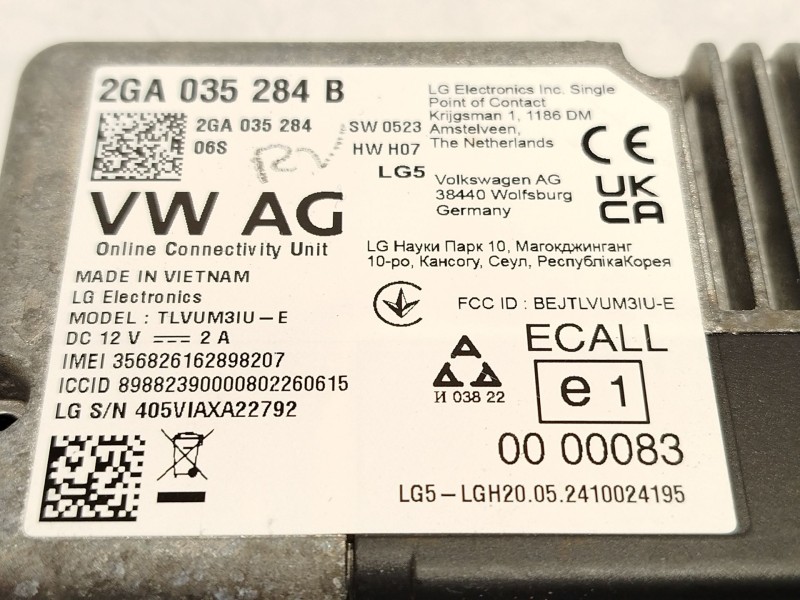 2GA 035 284 B
2GA 035 284
06S
SW 0523
HW H07
LG5
LG Electronics Inc. Single
Point of Contact
Krijgsman 1, 1186 DM
Amstelveen,
The Netherlands
CE
Volkswagen AG
38440 Wolfsburg
Germany
UK
CA
VW AG
Online Connectivity Unit
LG Науки Парк 10, Магокджинганг
10-ро, Кансогу, Сеул, РеспублікаКорея
MADE IN VIETNAM
LG Electronics
MODEL : TLVUM3IU-E
DC 12 V ⎓ 2 A
IMEI 356826162898207
ICCID 89882390000802260615
LG S/N 405VIAXA22792
FCC ID : BEJTLVUM3IU-E
И 038 22
ECALL
e 1
00 00083
LG5-LGH20.05.2410024195